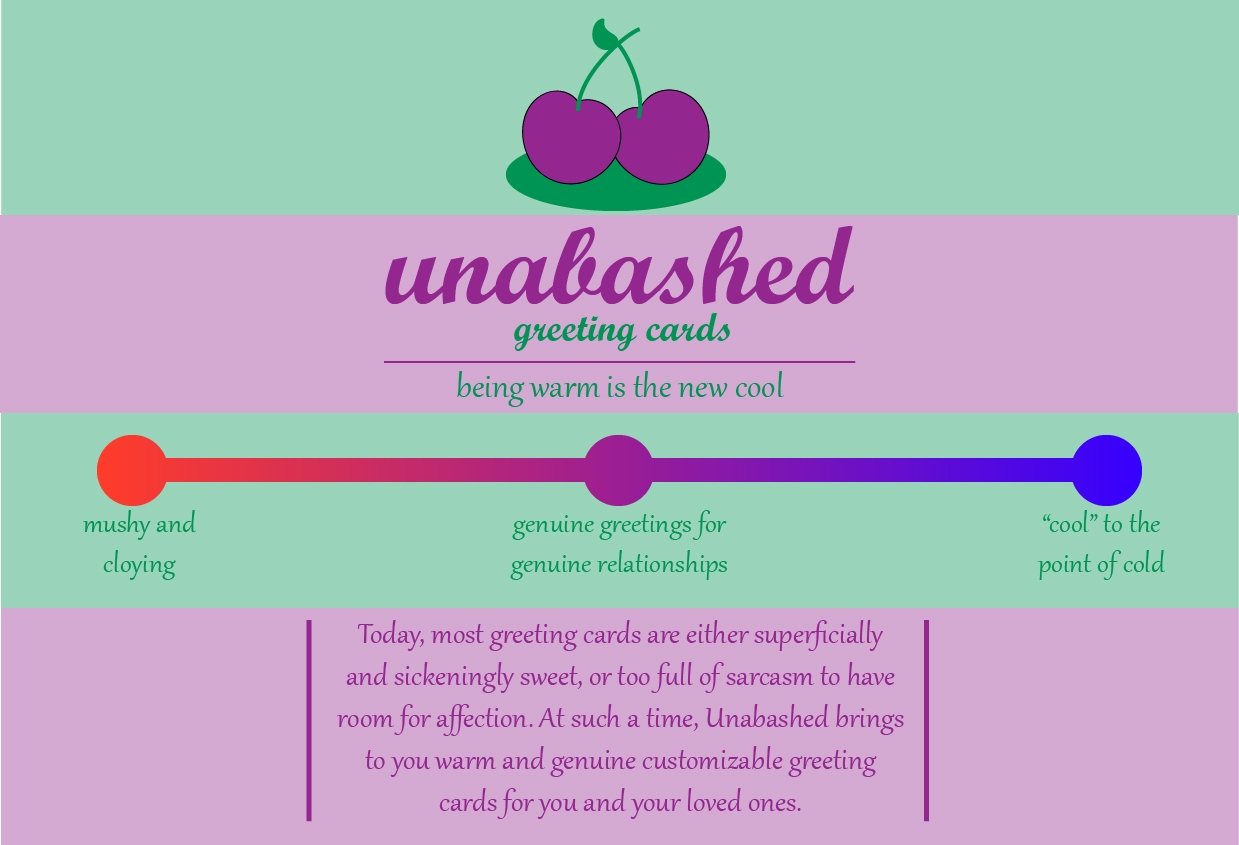 unabashed
greeting cards
being warm is the new cool
mushy and
cloying
genuine greetings for
genuine relationships
“cool” to the
point of cold
Today, most greeting cards are either superficially
and sickeningly sweet, or too full of sarcasm to have
room for affection. At such a time, Unabashed brings
to you warm and genuine customizable greeting
cards for you and your loved ones.